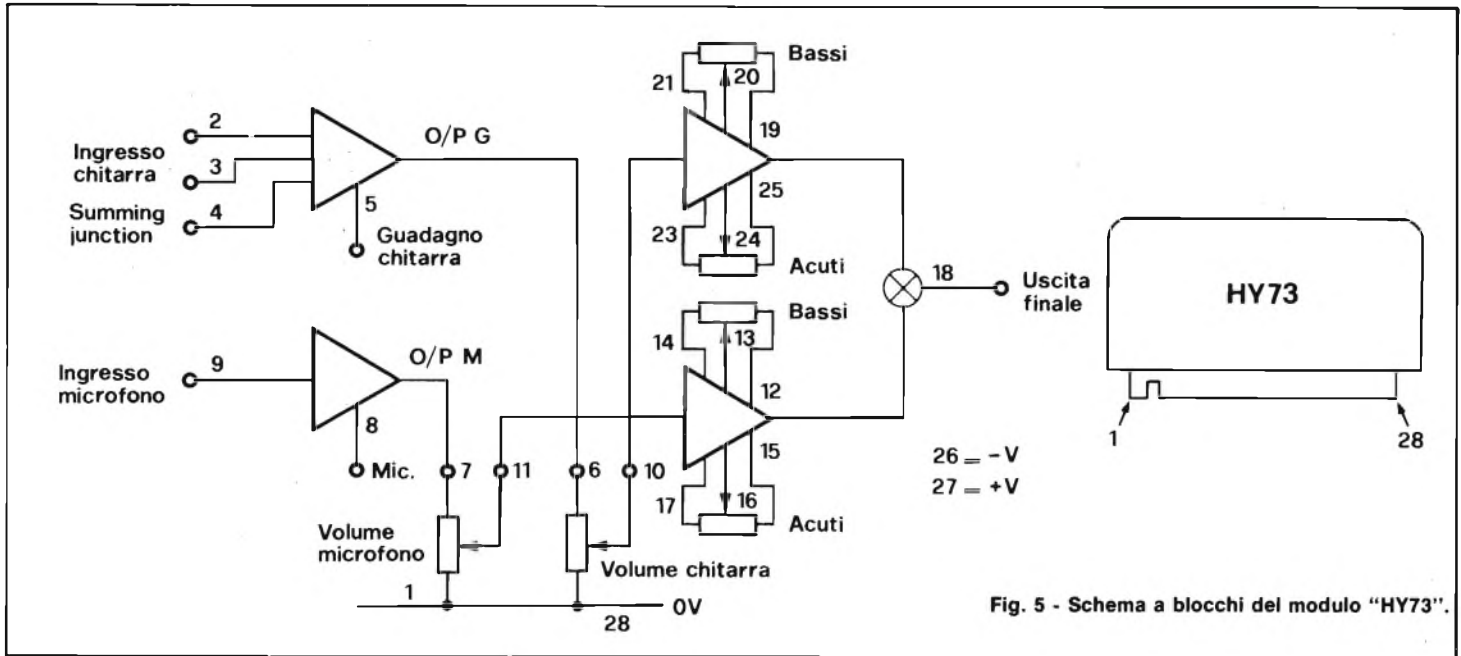 2
Ingresso
chitarra
3
Summing
junction
4
5
Guadagno
chitarra
O/P G
Ingresso
microfono
9
O/P M
8
Mic.
7
11
6
10
Volume
microfono
Volume chitarra
1
28
0V
Bassi
21
20
19
25
23
24
Acuti
Bassi
14
13
12
15
17
16
Acuti
18
Uscita
finale
26 = -V
27 = +V
HY73
1
28
Fig. 5 - Schema a blocchi del modulo "HY73".